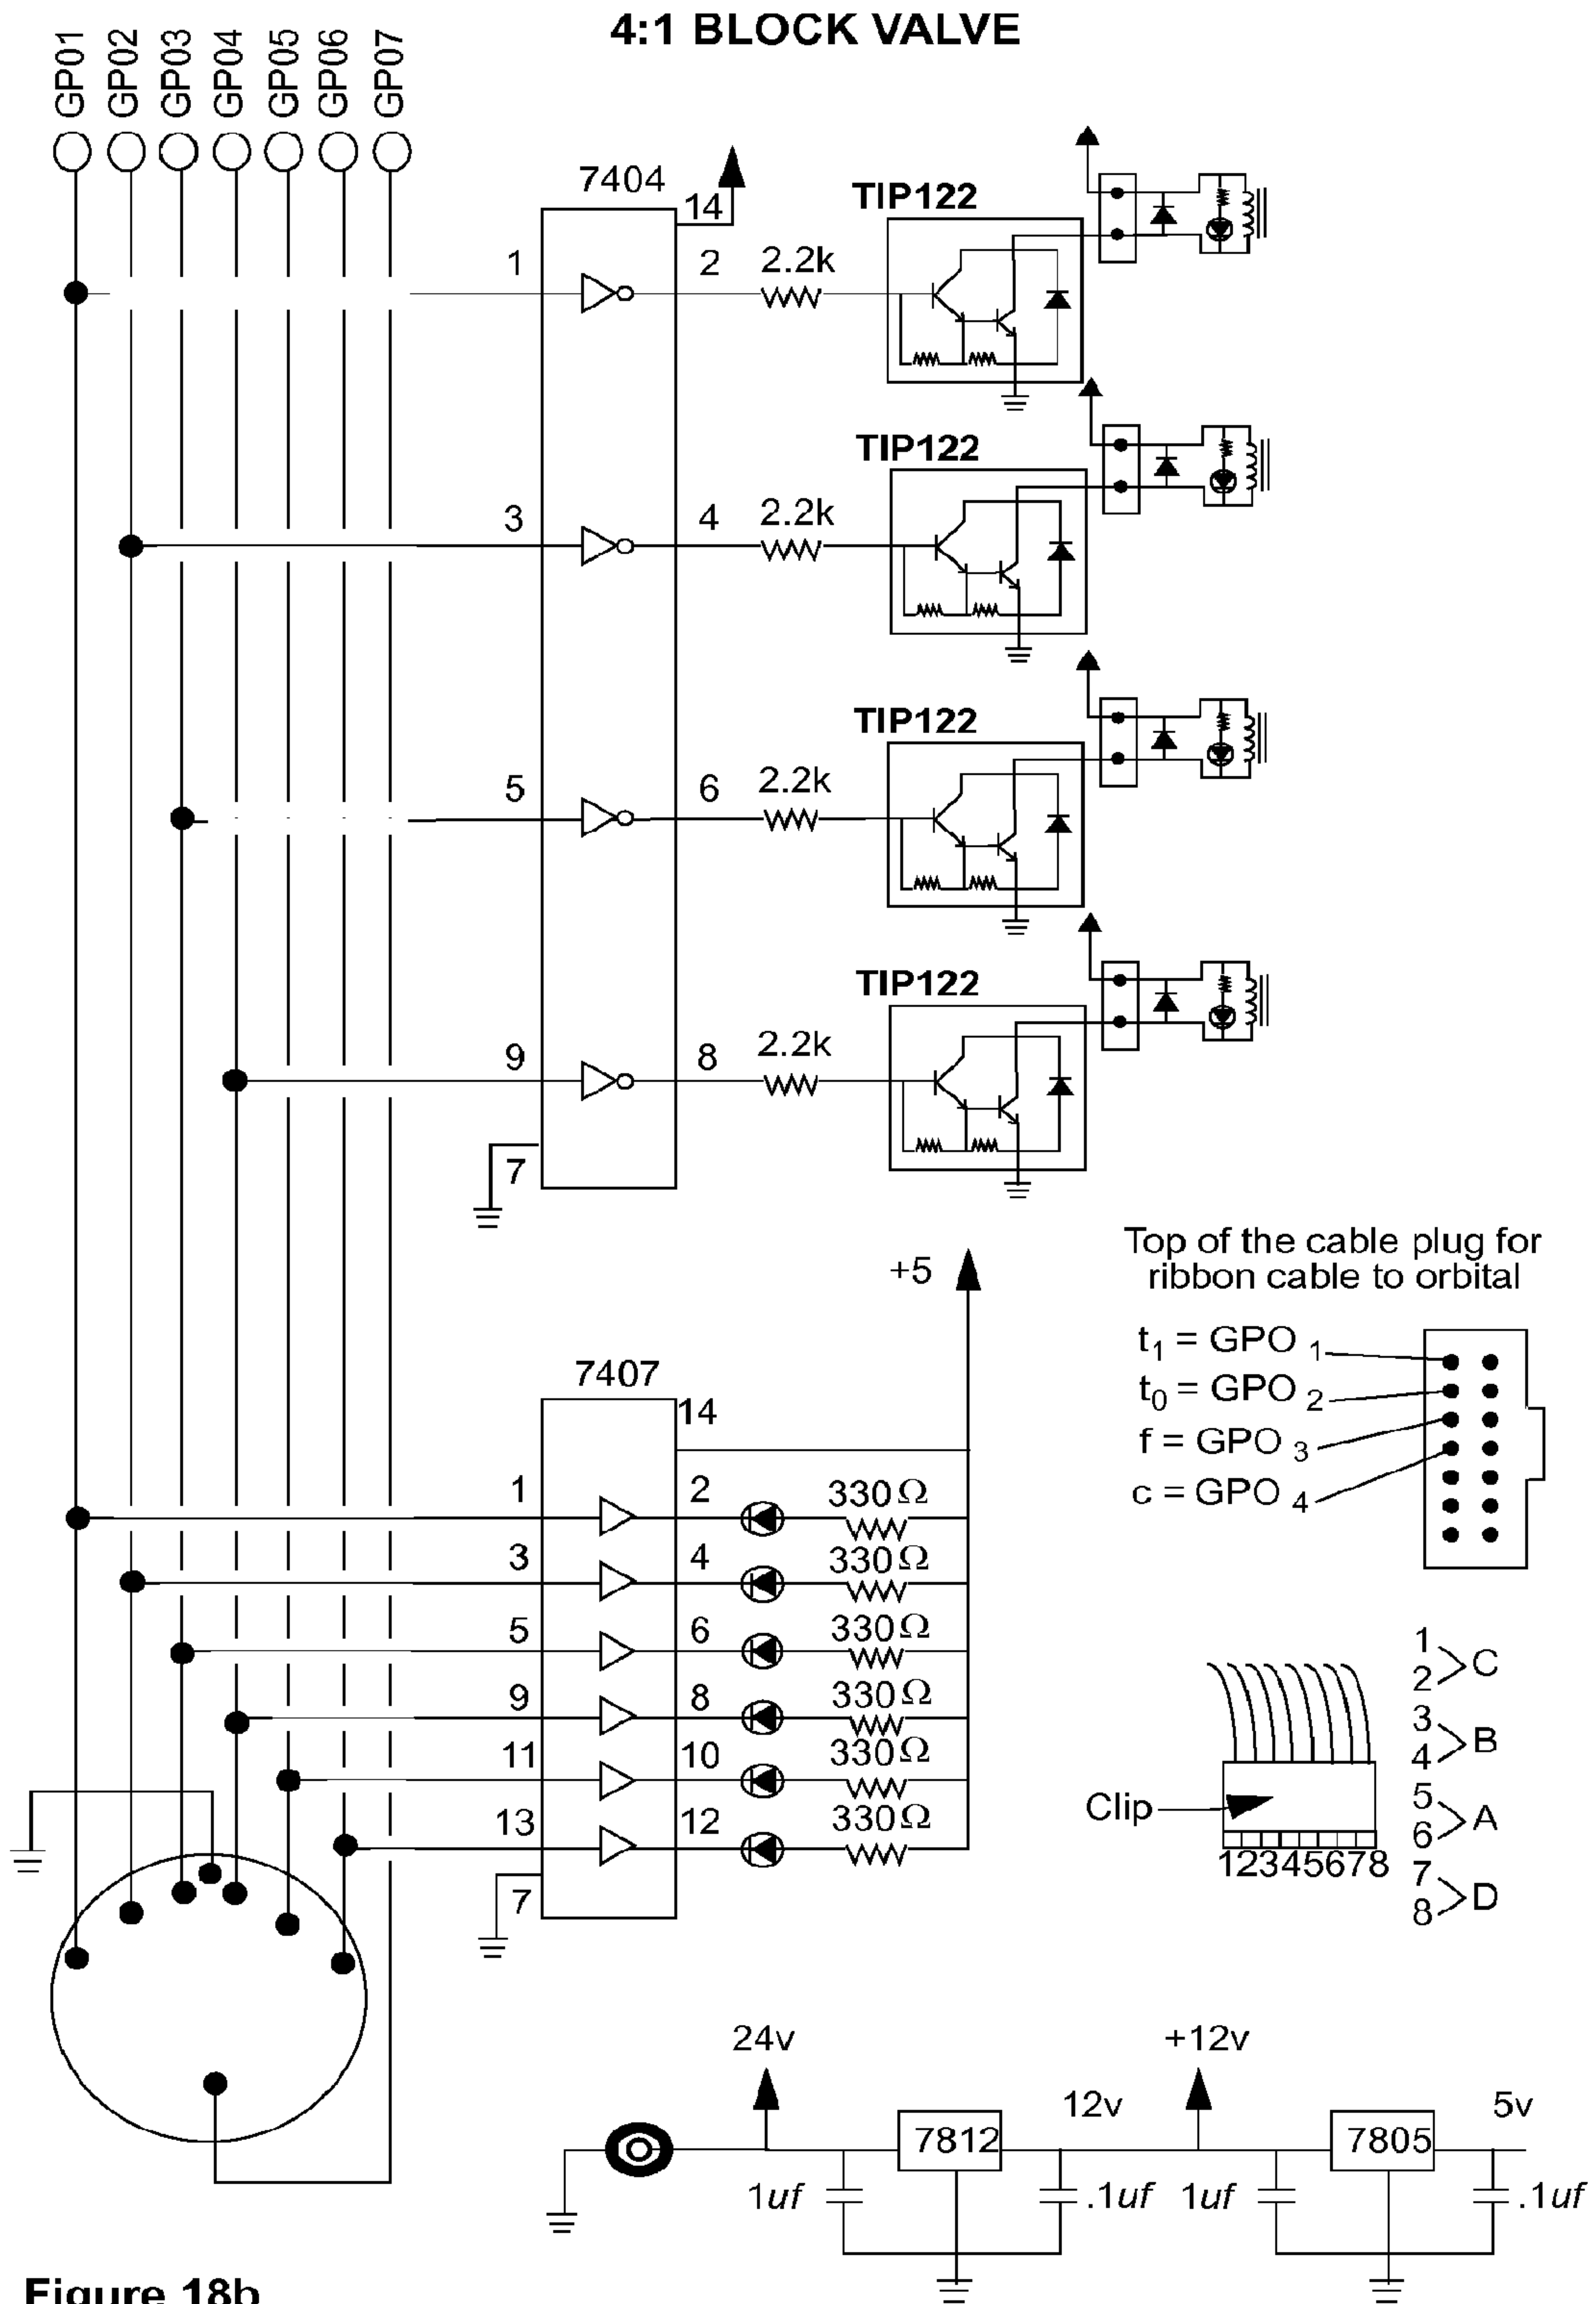 4:1 BLOCK VALVE
GP01
GP02
GP03
GP04
GP05
GP06
GP07
7404
14
TIP122
1
2
2.2k
TIP122
3
4
2.2k
TIP122
5
6
2.2k
TIP122
9
8
2.2k
7
Top of the cable plug for
ribbon cable to orbital
t1 = GPO 1
t0 = GPO 2
f = GPO 3
c = GPO 4
+5
7407
14
1
2
330Ω
3
4
330Ω
5
6
330Ω
9
8
330Ω
11
10
330Ω
13
12
330Ω
7
Clip
12345678
1
2
C
3
4
B
5
6
A
7
8
D
24v
+12v
12v
5v
7812
7805
1uf
.1uf
1uf
.1uf
Figure 18b